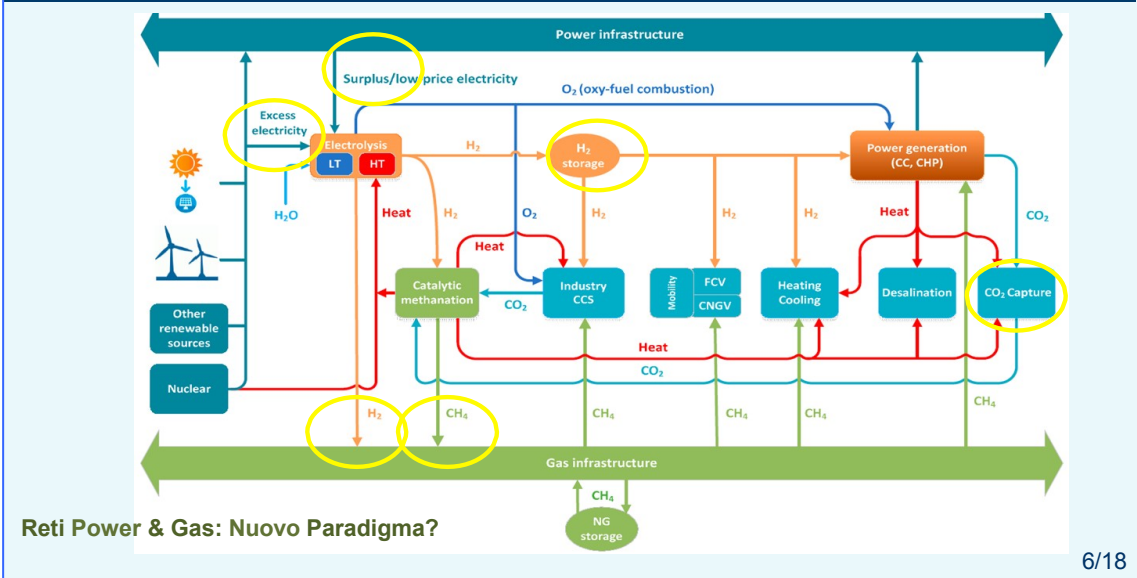 Power infrastructure
Surplus/low price electricity
O₂ (oxy-fuel combustion)
Excess
electricity
Electrolysis
LT
HT
H₂
H₂
storage
Power generation
(CC, CHP)
H₂O
Heat
H₂
O₂
H₂
H₂
H₂
Heat
CO₂
Heat
Catalytic
methanation
CO₂
Industry
CCS
Mobility
FCV
CNGV
Heating
Cooling
Desalination
CO₂ Capture
Other
renewable
sources
Heat
CO₂
Nuclear
H₂
CH₄
CH₄
CH₄
CH₄
CH₄
Gas infrastructure
CH₄
NG
storage
Reti Power & Gas: Nuovo Paradigma?
6/18